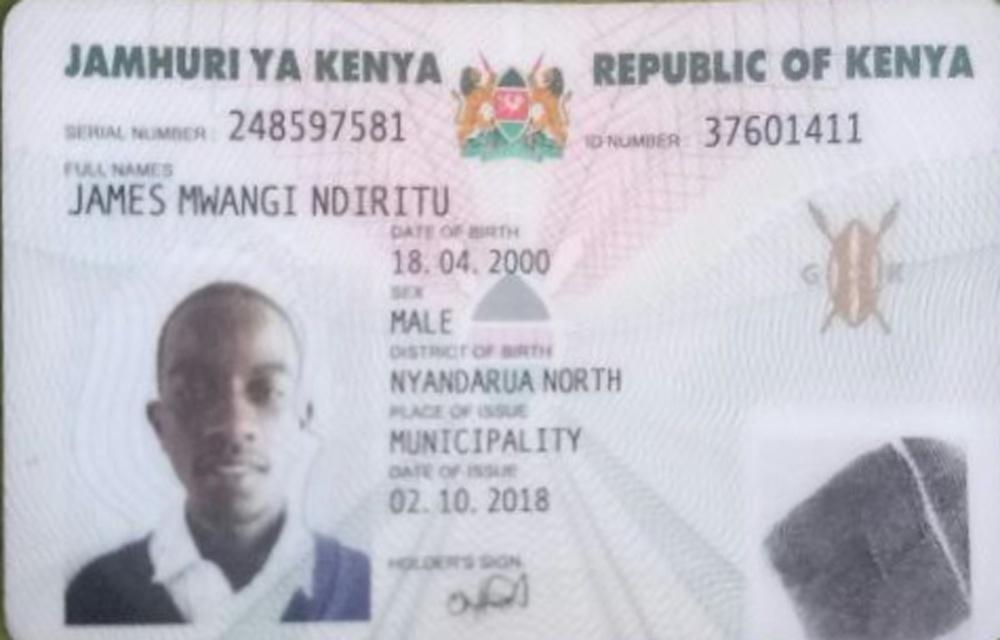 JAMHURI YA KENYA REPUBLIC OF KENYA
SERIAL NUMBER : 248597581 ID NUMBER : 37601411
FULL NAMES
JAMES MWANGI NDIRITU
DATE OF BIRTH
18. 04. 2000
SEX
MALE
G K
DISTRICT OF BIRTH
NYANDARUA NORTH
PLACE OF ISSUE
MUNICIPALITY
DATE OF ISSUE
02. 10. 2018
HOLDER'S SIGN.